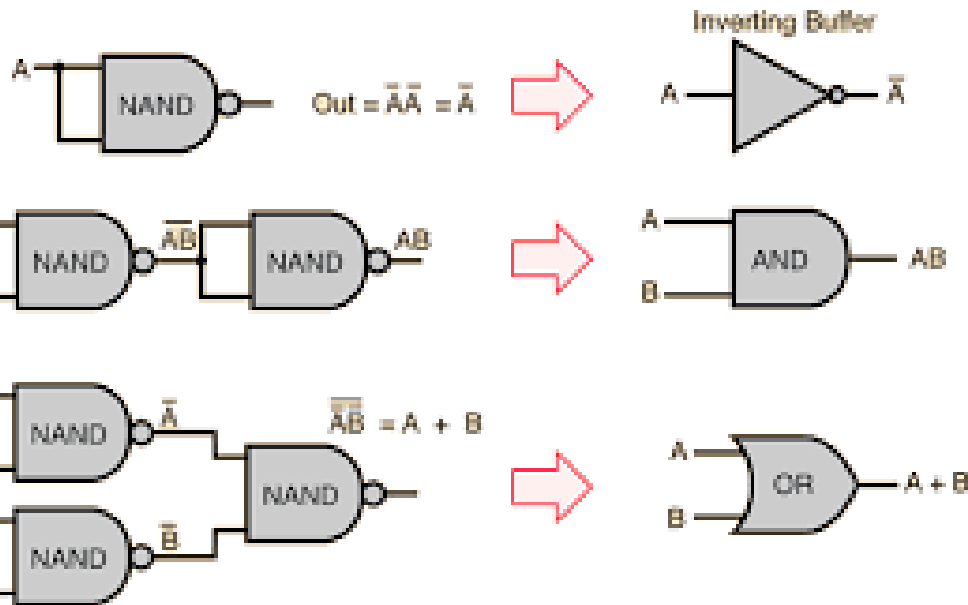 Inverting Buffer
A
NAND
Out = A̅A̅ = A̅
A
A̅
NAND
A̅B̅
NAND
AB
A
B
AND
AB
NAND
A̅
NAND
B̅
NAND
A̿B̿ = A + B
A
B
OR
A + B